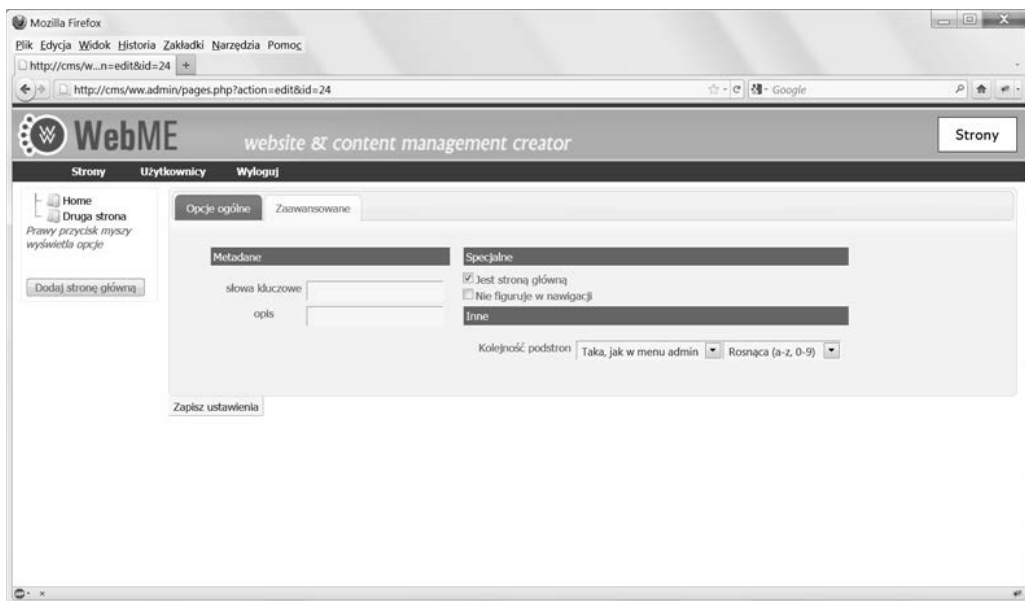 Mozilla Firefox
Plik Edycja Widok Historia Zakładki Narzędzia Pomoc
http://cms/w...n=edit&id=24 +
http://cms/ww.admin/pages.php?action=edit&id=24 Google
WebME website & content management creator Strony
Strony Użytkownicy Wyloguj
Home
Druga strona
Prawy przycisk myszy
wyświetla opcje
Dodaj stronę główną
Opcje ogólne Zaawansowane
Metadane Specjalne
słowa kluczowe Jest stroną główną
Nie figuruje w nawigacji
opis Inne
Kolejność podstron Taka, jak w menu admin Rosnąca (a-z, 0-9)
Zapisz ustawienia